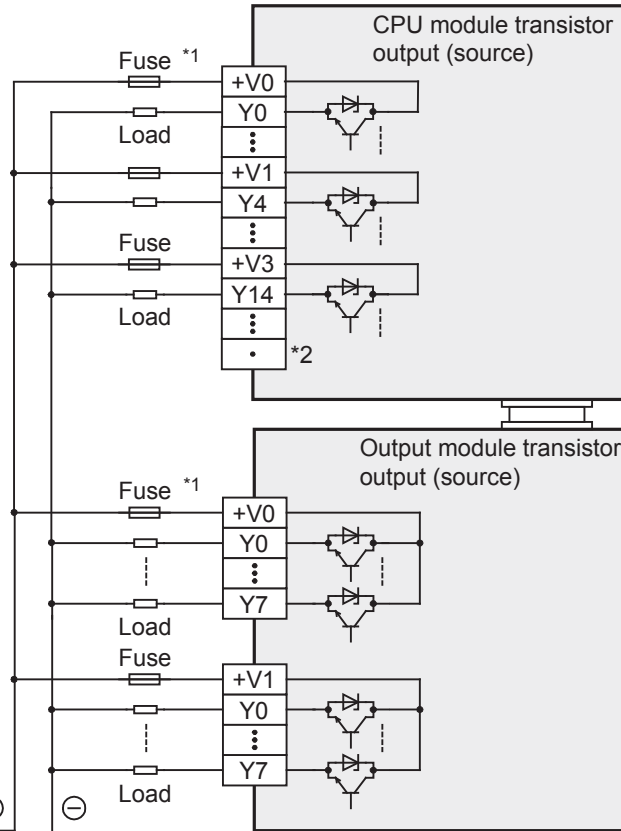 CPU module transistor
output (source)
Fuse *1
+V0
Y0
Load
+V1
Y4
Fuse
+V3
Y14
Load
*2
Output module transistor
output (source)
Fuse *1
+V0
Y0
Y7
Load
Fuse
+V1
Y0
Y7
Load